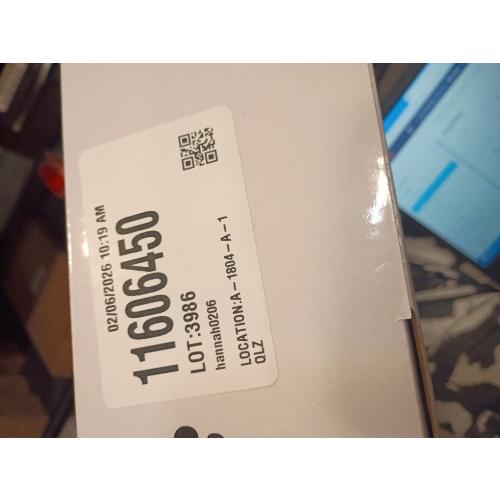 02/06/2026 10:19 AM
11606450
LOT:3986
hannah0206
LOCATION:A-1804-A-1
QLZ